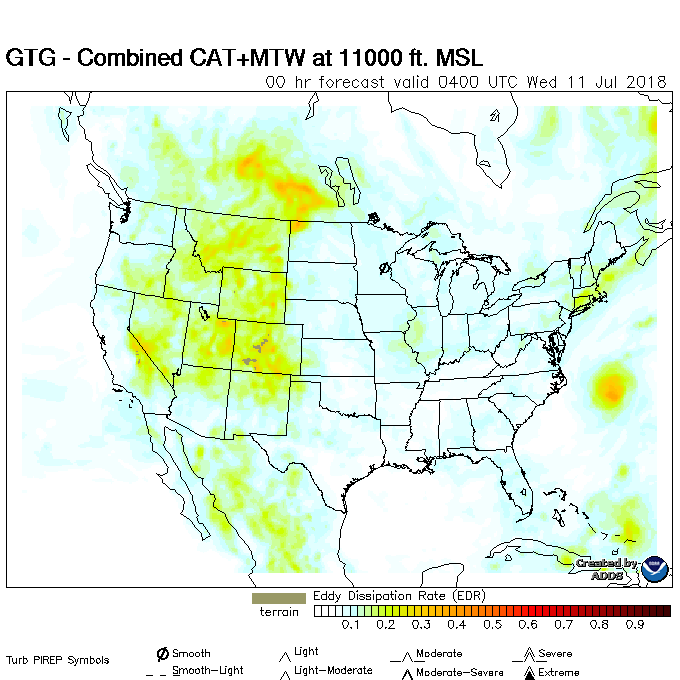 GTG - Combined CAT+MTW at 11000 ft. MSL
00 hr forecast valid 0400 UTC Wed 11 Jul 2018
Created by
ADDS
Eddy Dissipation Rate (EDR)
terrain
0.1 0.2 0.3 0.4 0.5 0.6 0.7 0.8 0.9
Turb PIREP Symbols
Smooth Light Moderate Severe
Smooth-Light Light-Moderate Moderate-Severe Extreme